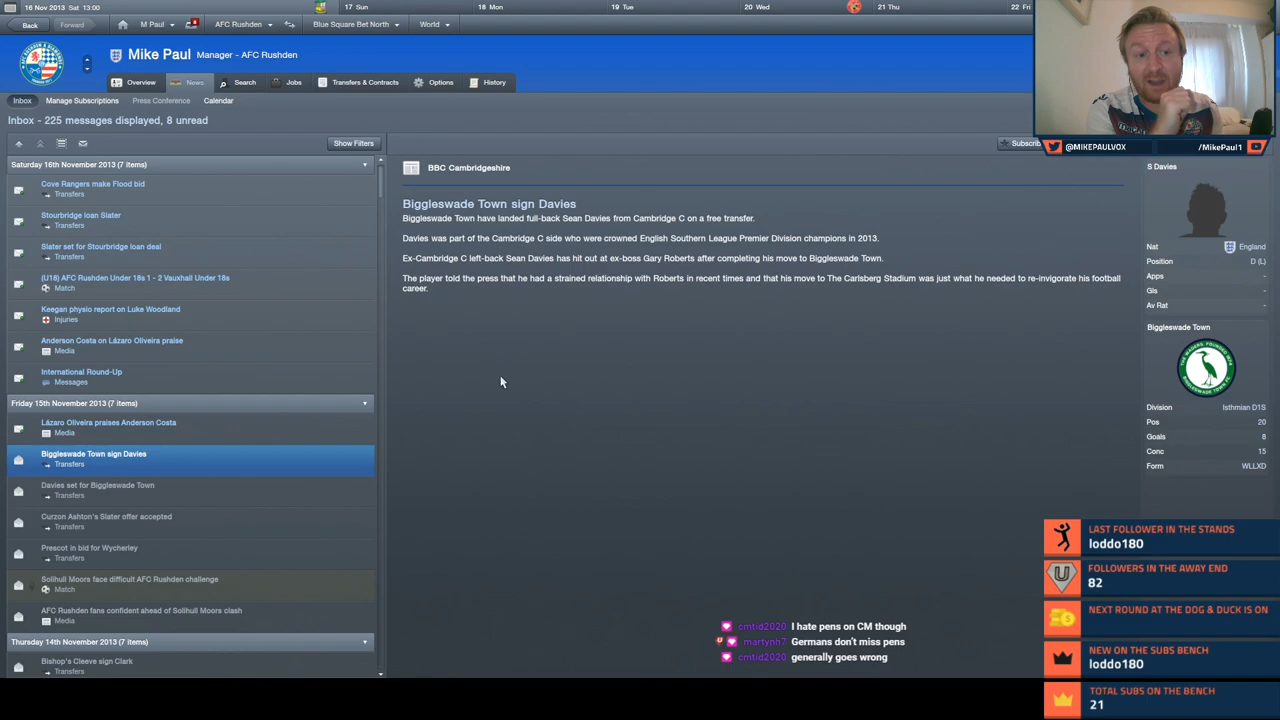 16 Nov 2013 Sat 13:00
17 Sun
18 Mon
19 Tue
20 Wed
21 Thu
22 Fri
Back
Forward
M Paul
AFC Rushden
Blue Square Bet North
World
Mike Paul
Manager - AFC Rushden
Overview
News
Search
Jobs
Transfers & Contracts
Options
History
Inbox
Manage Subscriptions
Press Conference
Calendar
Inbox - 225 messages displayed, 8 unread
Show Filters
Saturday 16th November 2013 (7 items)
Cove Rangers make Flood bid
Transfers
Stourbridge loan Slater
Transfers
Slater set for Stourbridge loan deal
Transfers
(U18) AFC Rushden Under 18s 1 - 2 Vauxhall Under 18s
Match
Keegan physio report on Luke Woodland
Injuries
Anderson Costa on Lázaro Oliveira praise
Media
International Round-Up
Messages
Friday 15th November 2013 (7 items)
Lázaro Oliveira praises Anderson Costa
Media
Biggleswade Town sign Davies
Transfers
Davies set for Biggleswade Town
Transfers
Curzon Ashton's Slater offer accepted
Transfers
Prescot in bid for Wycherley
Transfers
Solihull Moors face difficult AFC Rushden challenge
Match
AFC Rushden fans confident ahead of Solihull Moors clash
Media
Thursday 14th November 2013 (7 items)
Bishop's Cleeve sign Clark
Transfers
BBC Cambridgeshire
Biggleswade Town sign Davies
Biggleswade Town have landed full-back Sean Davies from Cambridge C on a free transfer.
Davies was part of the Cambridge C side who were crowned English Southern League Premier Division champions in 2013.
Ex-Cambridge C left-back Sean Davies has hit out at ex-boss Gary Roberts after completing his move to Biggleswade Town.
The player told the press that he had a strained relationship with Roberts in recent times and that his move to The Carlsberg Stadium was just what he needed to re-invigorate his football
career.
@MIKEPAULVOX
/MikePaul1
S Davies
Nat
England
Position
D (L)
Apps
-
Gls
-
Av Rat
-
Biggleswade Town
Division
Isthmian D1S
Pos
20
Goals
8
Conc
15
Form
WLLXD
cmtid2020 I hate pens on CM though
martynh7 Germans don't miss pens
cmtid2020 generally goes wrong
LAST FOLLOWER IN THE STANDS
loddo180
FOLLOWERS IN THE AWAY END
82
NEXT ROUND AT THE DOG & DUCK IS ON
NEW ON THE SUBS BENCH
loddo180
TOTAL SUBS ON THE BENCH
21